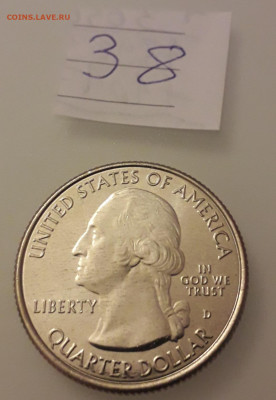 COINS.LAVE.RU
38
UNITED STATES OF AMERICA
LIBERTY
IN
GOD WE
TRUST
D
QUARTER DOLLAR